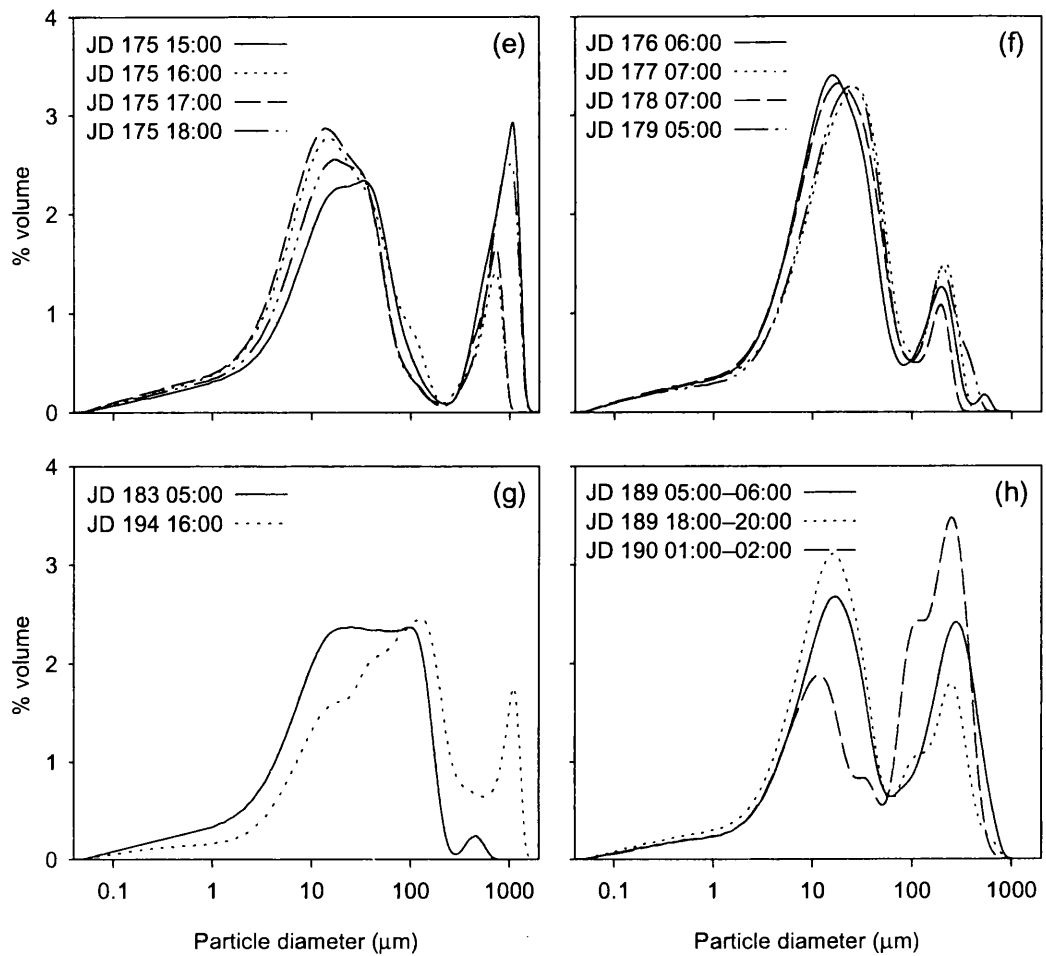 (e)
JD 175 15:00
JD 175 16:00
JD 175 17:00
JD 175 18:00
4
3
2
1
0
% volume
(f)
JD 176 06:00
JD 177 07:00
JD 178 07:00
JD 179 05:00
(g)
JD 183 05:00
JD 194 16:00
4
3
2
1
0
% volume
0.1 1 10 100 1000
Particle diameter (μm)
(h)
JD 189 05:00–06:00
JD 189 18:00–20:00
JD 190 01:00–02:00
0.1 1 10 100 1000
Particle diameter (μm)